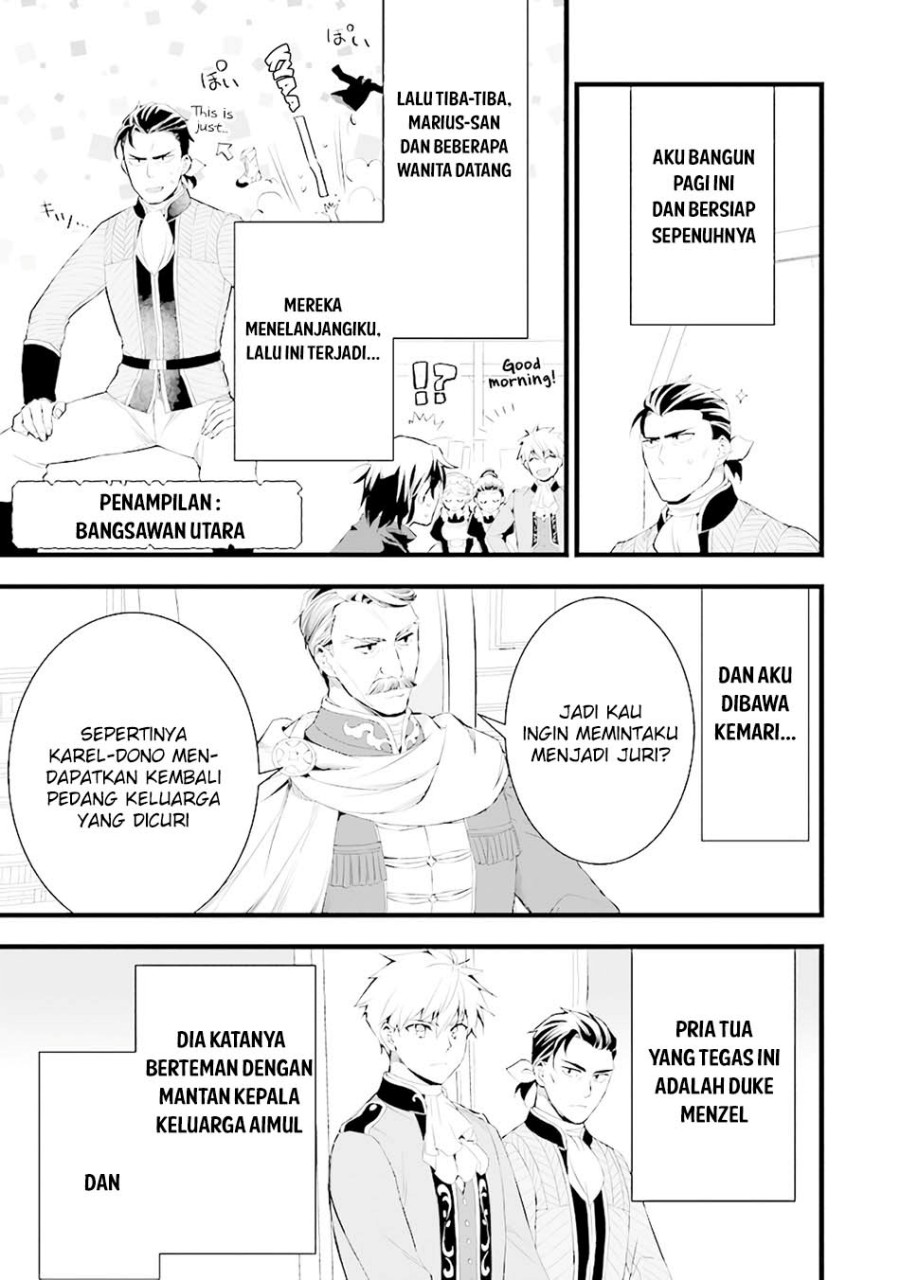 AKU BANGUN
PAGI INI
DAN BERSIAP
SEPENUHNYA
LALU TIBA-TIBA,
MARIUS-SAN
DAN BEBERAPA
WANITA DATANG
Good
morning!
!?
MEREKA
MENELANJANGIKU,
LALU INI TERJADI...
ぽい
ぽい
This is
just...
キリッ...
PENAMPILAN :
BANGSAWAN UTARA
DAN AKU
DIBAWA
KEMARI...
JADI KAU
INGIN MEMINTAKU
MENJADI JURI?
SEPERTINYA
KAREL-DONO MEN-
DAPATKAN KEMBALI
PEDANG KELUARGA
YANG DICURI
PRIA TUA
YANG TEGAS INI
ADALAH DUKE
MENZEL
DIA KATANYA
BERTEMAN DENGAN
MANTAN KEPALA
KELUARGA AIMUL
DAN